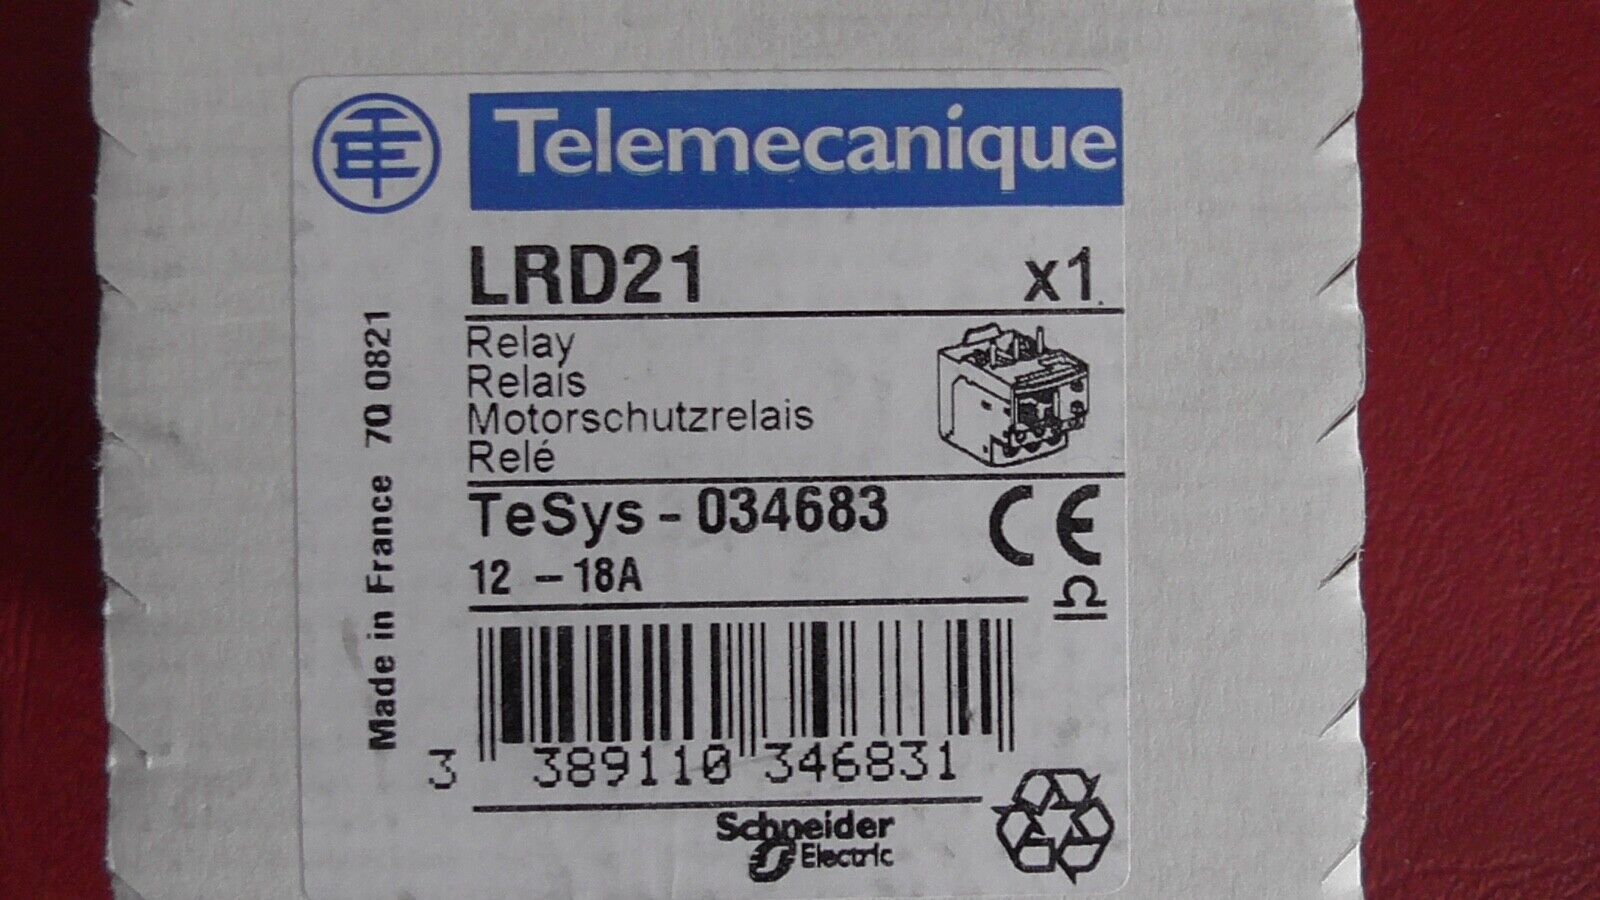 Telemecanique
LRD21 x1
Relay
Relais
Motorschutzrelais
Relé
TeSys - 034683
12 - 18A
Made in France 7Q 0821
3 389110 346831
Schneider
Electric